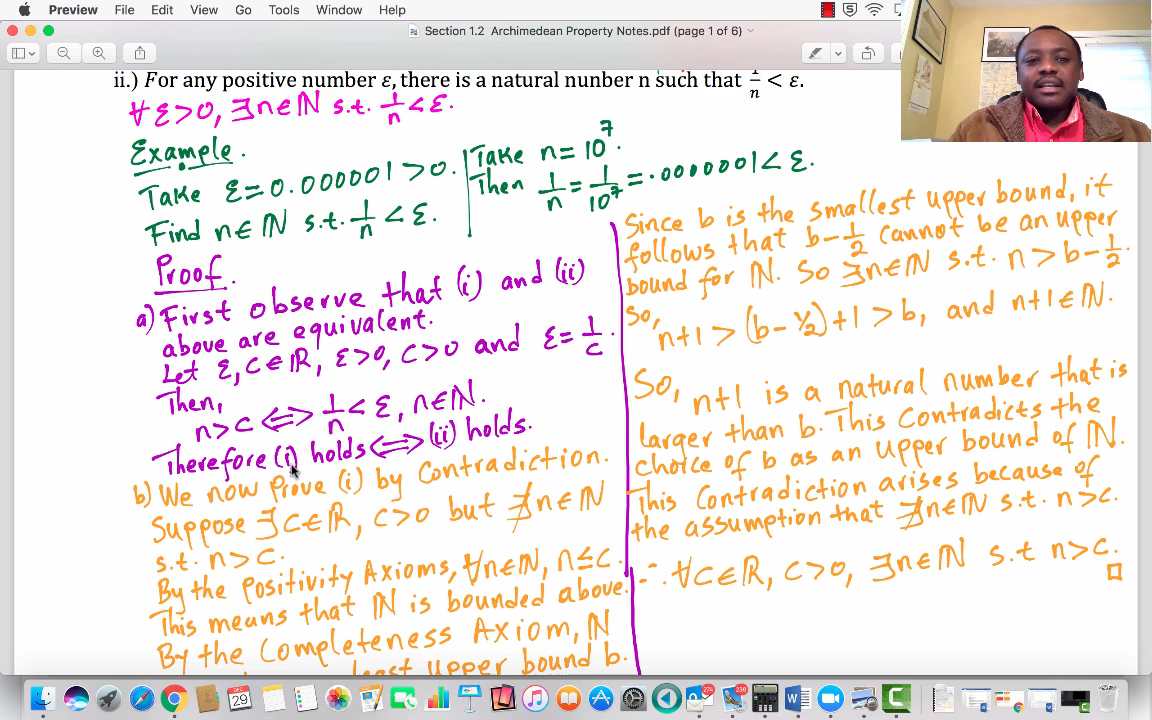 Preview File Edit View Go Tools Window Help
Section 1.2 Archimedean Property Notes.pdf (page 1 of 6)
ii.) For any positive number ε, there is a natural nunber n such that 1/n < ε.
∀ ε>0, ∃n∈ℕ s.t. 1/n < ε.
Example.
Take ε=0.000001 >0.
Find n∈ℕ s.t. 1/n < ε.
Take n=10^7
Then 1/n = 1/10^7 = .0000001 < ε.
Proof.
a) First observe that (i) and (ii)
above are equivalent.
Let ε, c∈ℝ, ε>0, c>0 and ε= 1/c.
Then,
n>c ⟺ 1/n < ε, n∈ℕ.
Therefore (i) holds ⟺ (ii) holds.
b) We now prove (i) by contradiction.
Suppose ∃c∈ℝ, c>0 but ∄n∈ℕ
s.t. n>c.
By the Positivity Axioms, ∀n∈ℕ, n≤c.
This means that ℕ is bounded above.
By the Completeness Axiom, ℕ
least upper bound b.
Since b is the smallest upper bound, it
follows that b-1/2 cannot be an upper
bound for ℕ. So ∃n∈ℕ s.t. n > b-1/2.
So,
n+1 > (b-1/2)+1 > b, and n+1∈ℕ.
So, n+1 is a natural number that is
larger than b. This contradicts the
choice of b as an upper bound of ℕ.
This contradiction arises because of
the assumption that ∄n∈ℕ s.t. n>c.
∴ ∀c∈ℝ, c>0, ∃n∈ℕ s.t n>c.
□
DEC
29
274
238